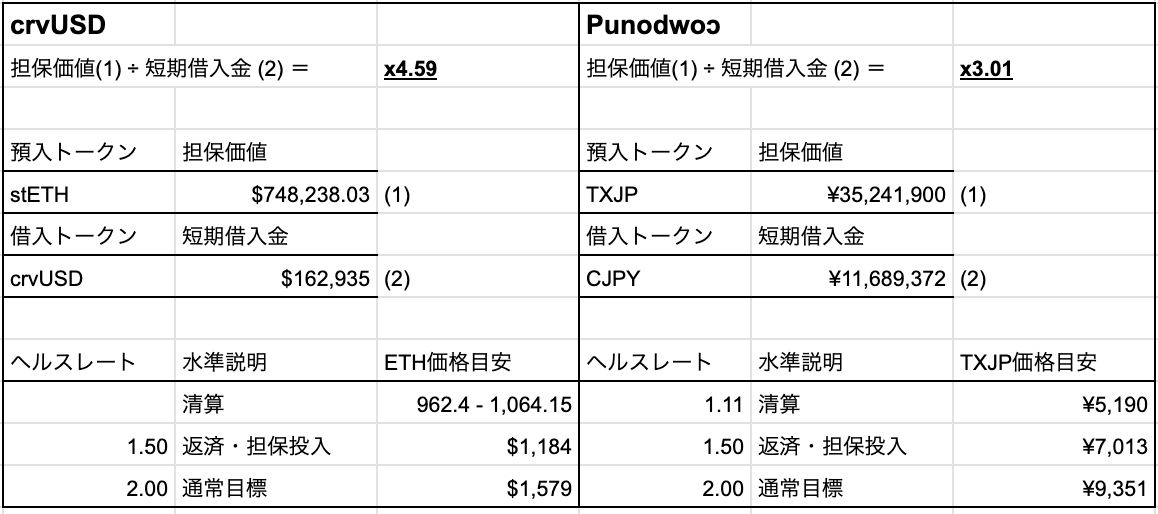 crvUSD
担保価値(1) ÷ 短期借入金 (2) ＝ x4.59
預入トークン 担保価値
stETH $748,238.03 (1)
借入トークン 短期借入金
crvUSD $162,935 (2)
ヘルスレート 水準説明 ETH価格目安
清算 962.4 - 1,064.15
1.50 返済・担保投入 $1,184
2.00 通常目標 $1,579
Punodwoɔ
担保価値(1) ÷ 短期借入金 (2) ＝ x3.01
預入トークン 担保価値
TXJP ¥35,241,900 (1)
借入トークン 短期借入金
CJPY ¥11,689,372 (2)
ヘルスレート 水準説明 TXJP価格目安
1.11 清算 ¥5,190
1.50 返済・担保投入 ¥7,013
2.00 通常目標 ¥9,351